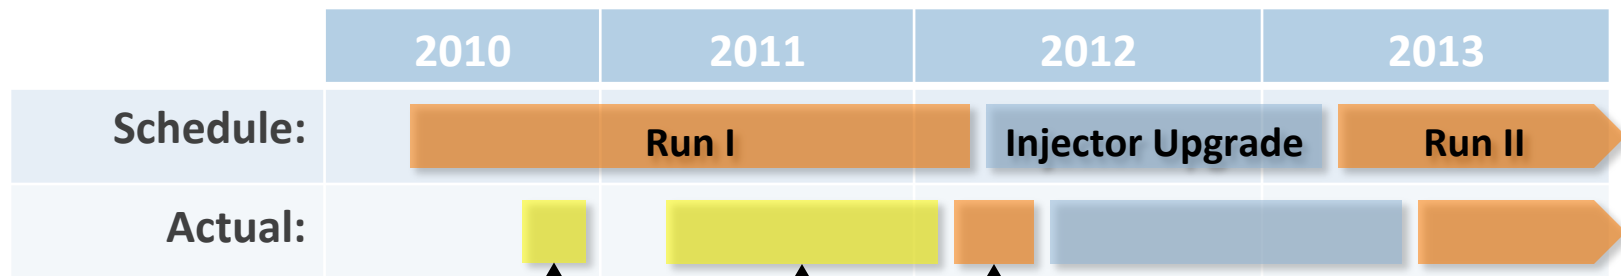 2010 2011 2012 2013
Schedule: Run I Injector Upgrade Run II
Actual: